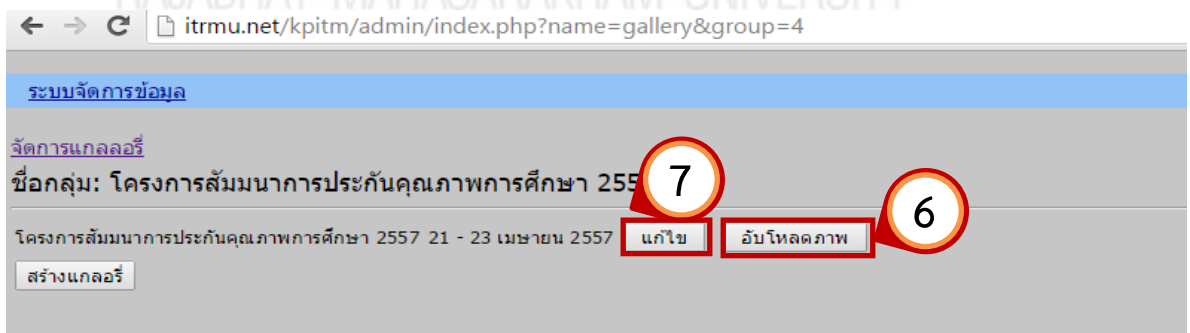 RAJABHAT MAHASARAKHAM UNIVERSITY
itrmu.net/kpitm/admin/index.php?name=gallery&group=4
ระบบจัดการข้อมูล
จัดการแกลลอรี่
ชื่อกลุ่ม: โครงการสัมมนาการประกันคุณภาพการศึกษา 255
7
6
โครงการสัมมนาการประกันคุณภาพการศึกษา 2557 21 - 23 เมษายน 2557 แก้ไข อับโหลดภาพ
สร้างแกลอรี่